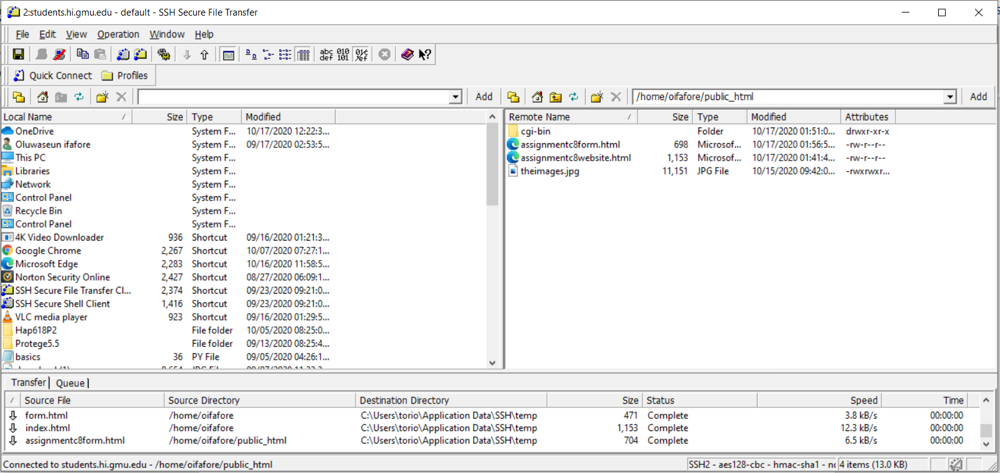 2:students.hi.gmu.edu - default - SSH Secure File Transfer
File Edit View Operation Window Help
abc def 010 101
Quick Connect Profiles
Add /home/oifafore/public_html Add
Local Name / Size Type Modified
OneDrive System F... 10/17/2020 12:22:3...
Oluwaseun ifafore System F... 09/17/2020 02:53:5...
This PC System F...
Libraries System F...
Network System F...
Control Panel System F...
Recycle Bin System F...
Control Panel System F...
4K Video Downloader 936 Shortcut 09/16/2020 01:21:3...
Google Chrome 2,267 Shortcut 10/07/2020 07:27:1...
Microsoft Edge 2,283 Shortcut 10/16/2020 11:58:5...
Norton Security Online 2,427 Shortcut 08/27/2020 06:09:1...
SSH Secure File Transfer Cl... 2,374 Shortcut 09/23/2020 09:21:0...
SSH Secure Shell Client 1,416 Shortcut 09/23/2020 09:21:0...
VLC media player 923 Shortcut 09/16/2020 01:29:5...
Hap618P2 File folder 10/05/2020 08:25:0...
Protege5.5 File folder 09/13/2020 08:25:4...
basics 36 PY File 09/05/2020 04:26:1...
Remote Name / Size Type Modified Attributes
cgi-bin Folder 10/17/2020 01:51:0... drwxr-xr-x
assignmentc8form.html 698 Microsof... 10/17/2020 01:56:5... -rw-r--r--
assignmentc8website.html 1,153 Microsof... 10/17/2020 01:41:4... -rw-r--r--
theimages.jpg 11,151 JPG File 10/15/2020 09:42:0... -rwxrwxr...
Transfer Queue
/ Source File Source Directory Destination Directory Size Status Speed Time
form.html /home/oifafore C:\Users\torio\Application Data\SSH\temp 471 Complete 3.8 kB/s 00:00:00
index.html /home/oifafore C:\Users\torio\Application Data\SSH\temp 1,153 Complete 12.3 kB/s 00:00:00
assignmentc8form.html /home/oifafore/public_html C:\Users\torio\Application Data\SSH\temp 704 Complete 6.5 kB/s 00:00:00
Connected to students.hi.gmu.edu - /home/oifafore/public_html SSH2 - aes128-cbc - hmac-sha1 - nc 4 items (13.0 KB)